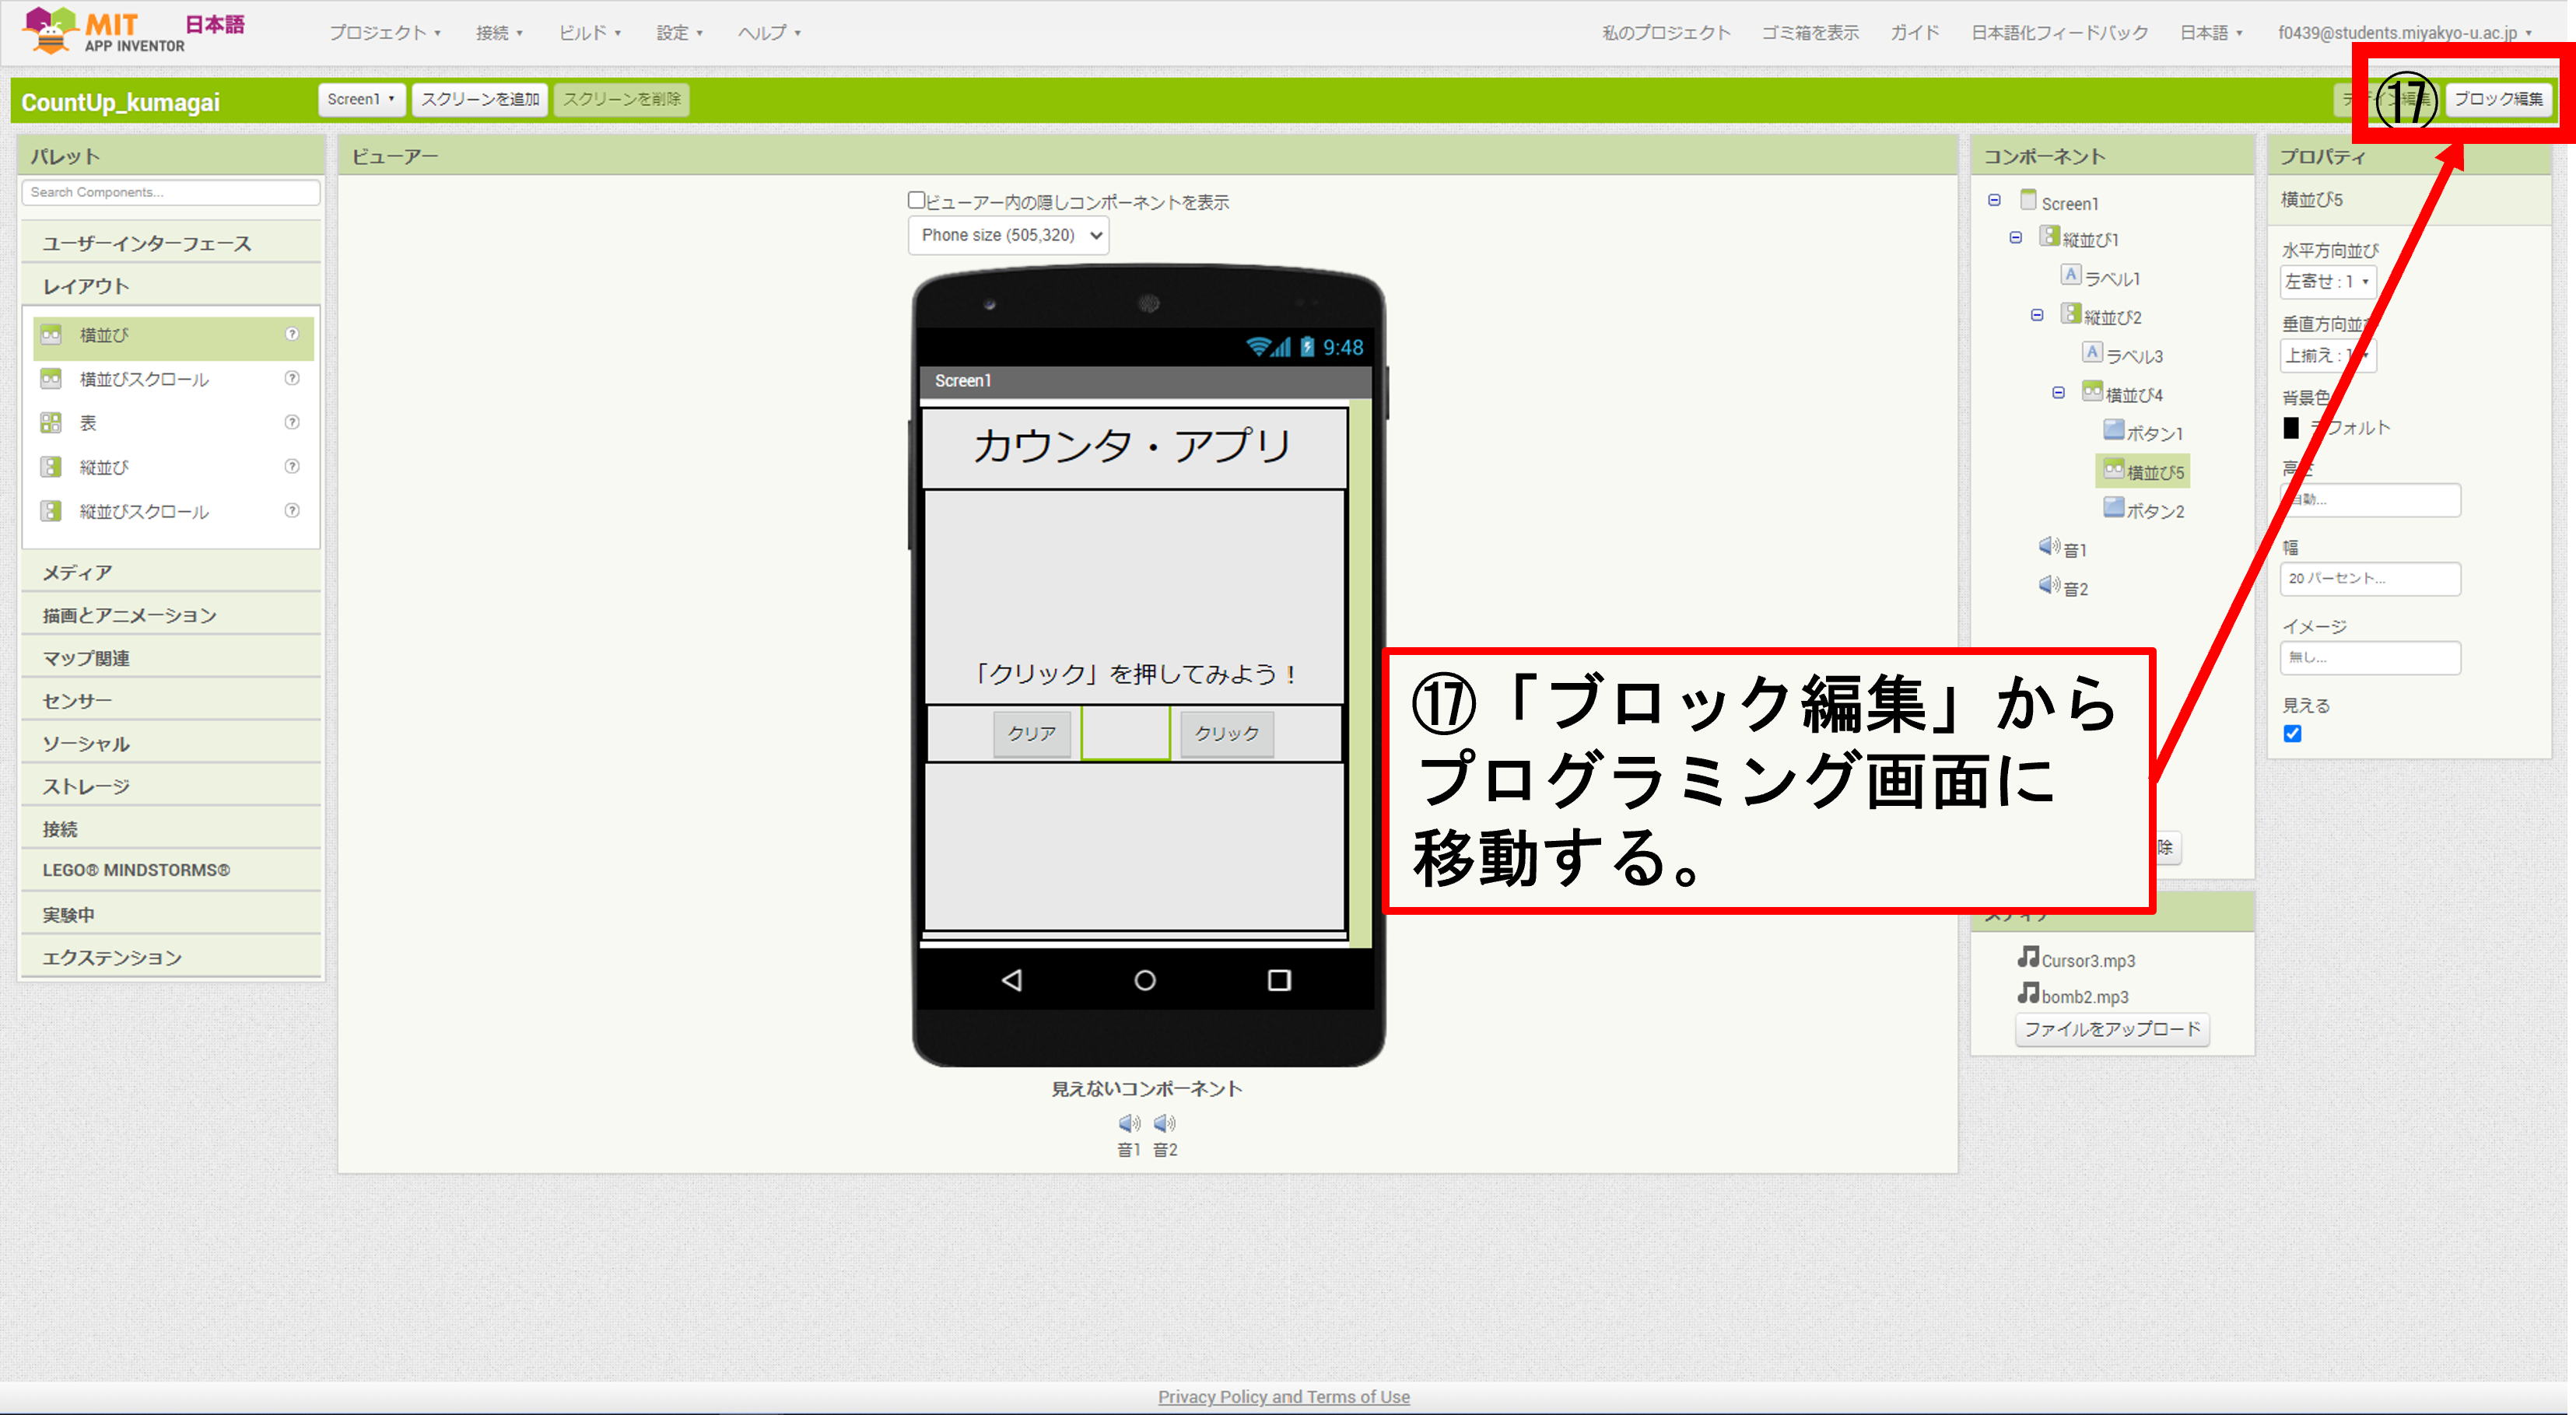 MIT
APP INVENTOR
日本語
プロジェクト
接続
ビルド
設定
ヘルプ
私のプロジェクト
ゴミ箱を表示
ガイド
日本語化フィードバック
日本語
f0439@students.miyakyo-u.ac.jp
CountUp_kumagai
Screen1
スクリーンを追加
スクリーンを削除
⑰
ブロック編集
パレット
Search Components...
ユーザーインターフェース
レイアウト
横並び
横並びスクロール
表
縦並び
縦並びスクロール
メディア
描画とアニメーション
マップ関連
センサー
ソーシャル
ストレージ
接続
LEGO® MINDSTORMS®
実験中
エクステンション
ビューアー
ビューアー内の隠しコンポーネントを表示
Phone size (505,320)
9:48
Screen1
カウンタ・アプリ
「クリック」を押してみよう！
クリア
クリック
見えないコンポーネント
音1 音2
⑰「ブロック編集」から
プログラミング画面に
移動する。
コンポーネント
Screen1
縦並び1
ラベル1
縦並び2
ラベル3
横並び4
ボタン1
横並び5
ボタン2
音1
音2
除
Cursor3.mp3
bomb2.mp3
ファイルをアップロード
プロパティ
横並び5
水平方向並び
左寄せ : 1
垂直方向並び
上揃え : 1
背景色
デフォルト
高さ
自動...
幅
20 パーセント...
イメージ
無し...
見える
Privacy Policy and Terms of Use